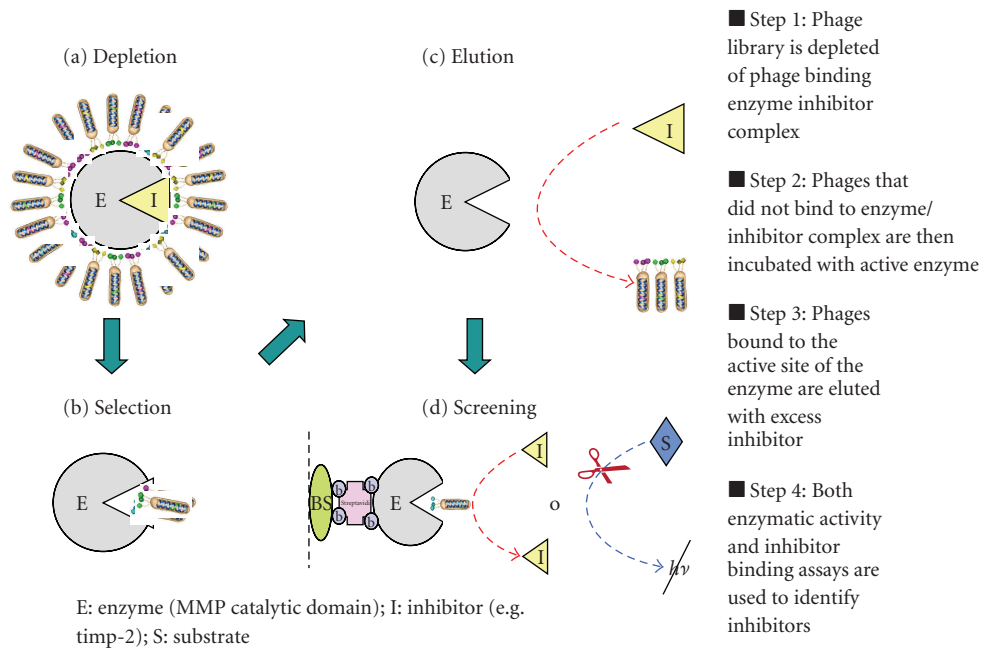 (a) Depletion
E
I
(b) Selection
E
(c) Elution
E
I
(d) Screening
BS
b
b
Streptavidin
b
b
E
I
I
o
S
hν
E: enzyme (MMP catalytic domain); I: inhibitor (e.g.
timp-2); S: substrate
■ Step 1: Phage
library is depleted
of phage binding
enzyme inhibitor
complex
■ Step 2: Phages that
did not bind to enzyme/
inhibitor complex are then
incubated with active enzyme
■ Step 3: Phages
bound to the
active site of the
enzyme are eluted
with excess
inhibitor
■ Step 4: Both
enzymatic activity
and inhibitor
binding assays are
used to identify
inhibitors